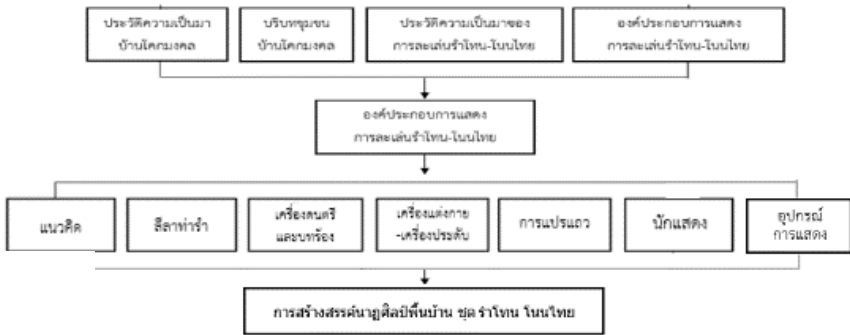 ประวัติความเป็นมา
บ้านโคกมงคล
บริบทชุมชน
บ้านโคกมงคล
ประวัติความเป็นมาของ
การละเล่นรำโทน-โนนไทย
องค์ประกอบการแสดง
การละเล่นรำโทน-โนนไทย
องค์ประกอบการแสดง
การละเล่นรำโทน-โนนไทย
แนวคิด
ลีลาท่ารำ
เครื่องดนตรี
และบทร้อง
เครื่องแต่งกาย
-เครื่องประดับ
การแปรแถว
นักแสดง
อุปกรณ์
การแสดง
การสร้างสรรค์นาฏศิลป์พื้นบ้าน ชุด รำโทน โนนไทย